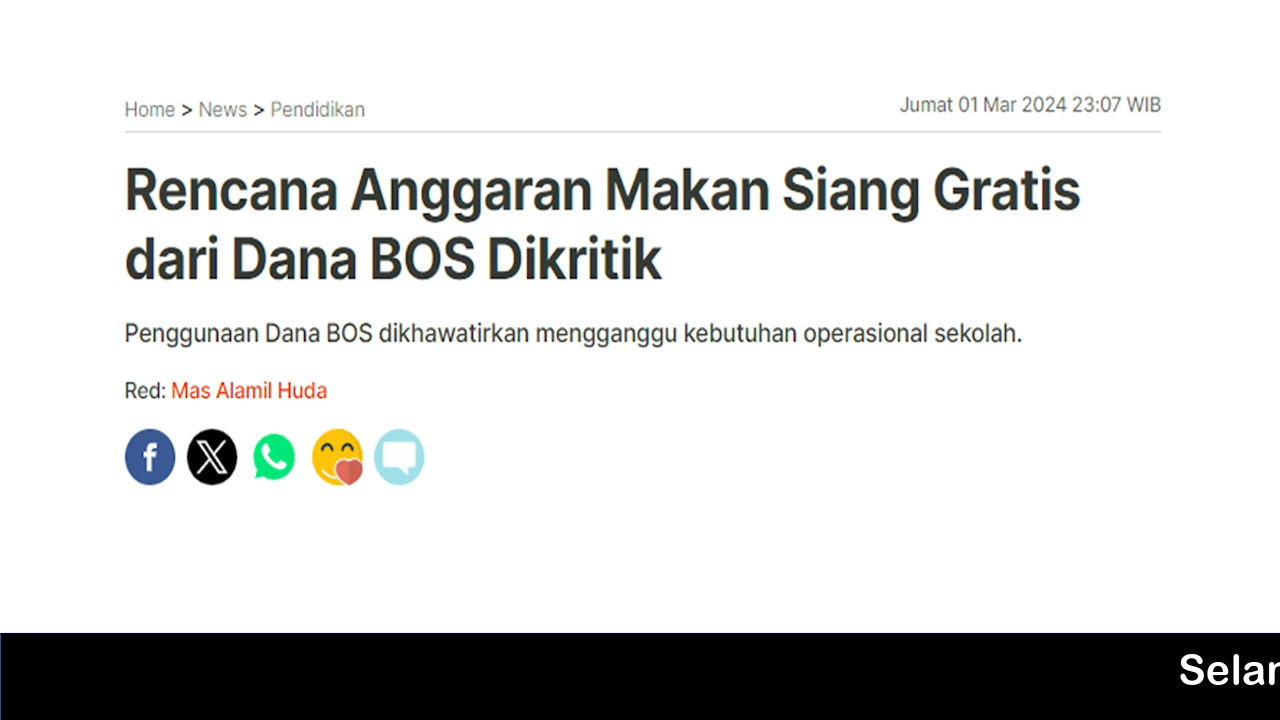 Home > News > Pendidikan
Jumat 01 Mar 2024 23:07 WIB
Rencana Anggaran Makan Siang Gratis
dari Dana BOS Dikritik
Penggunaan Dana BOS dikhawatirkan mengganggu kebutuhan operasional sekolah.
Red: Mas Alamil Huda